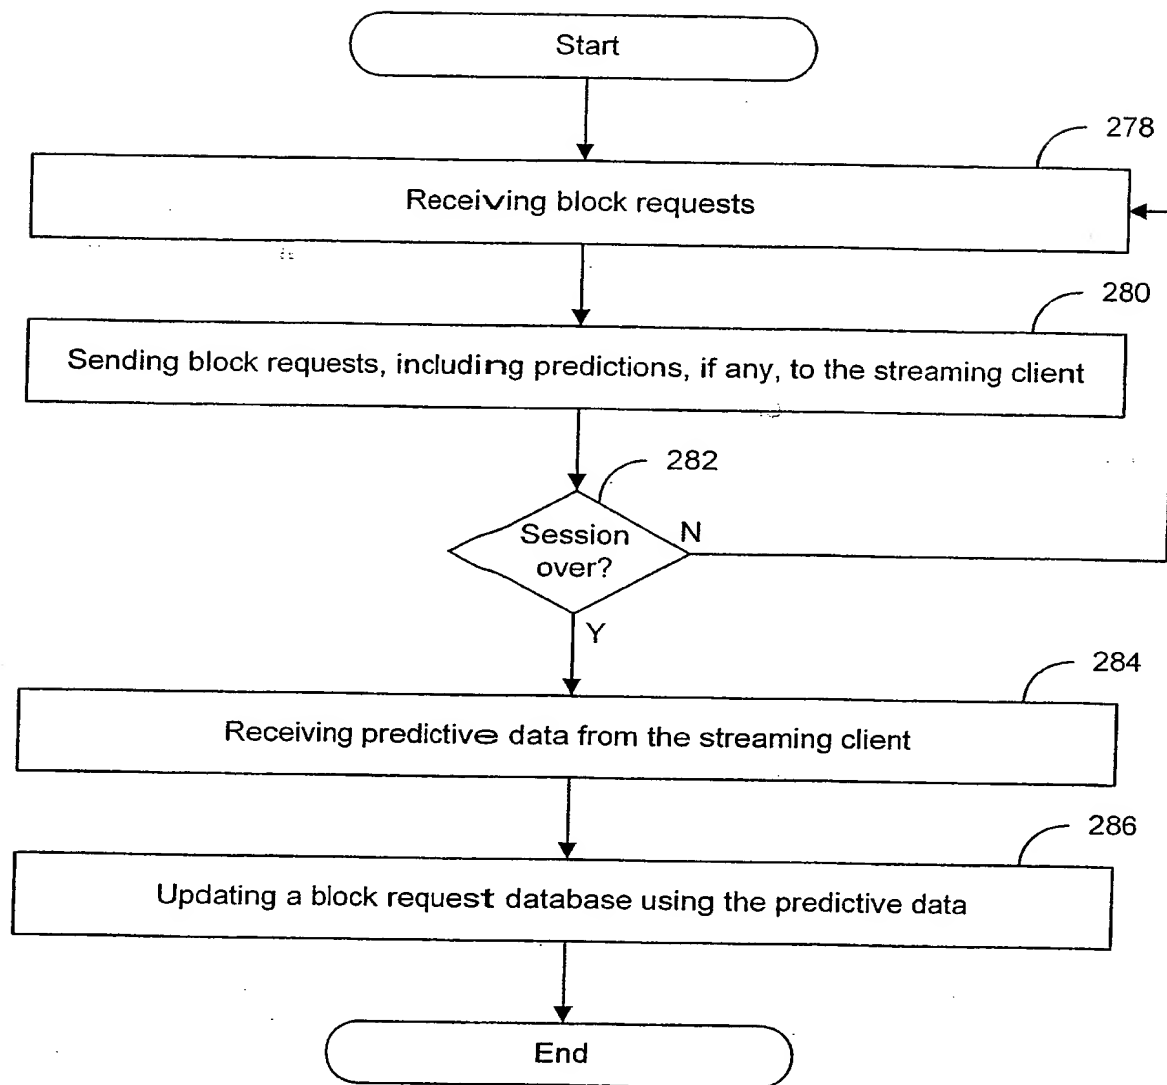 Start
278
Receiving block requests
280
Sending block requests, including predictions, if any, to the streaming client
282
Session
over?
N
Y
284
Receiving predictive data from the streaming client
286
Updating a block request database using the predictive data
End